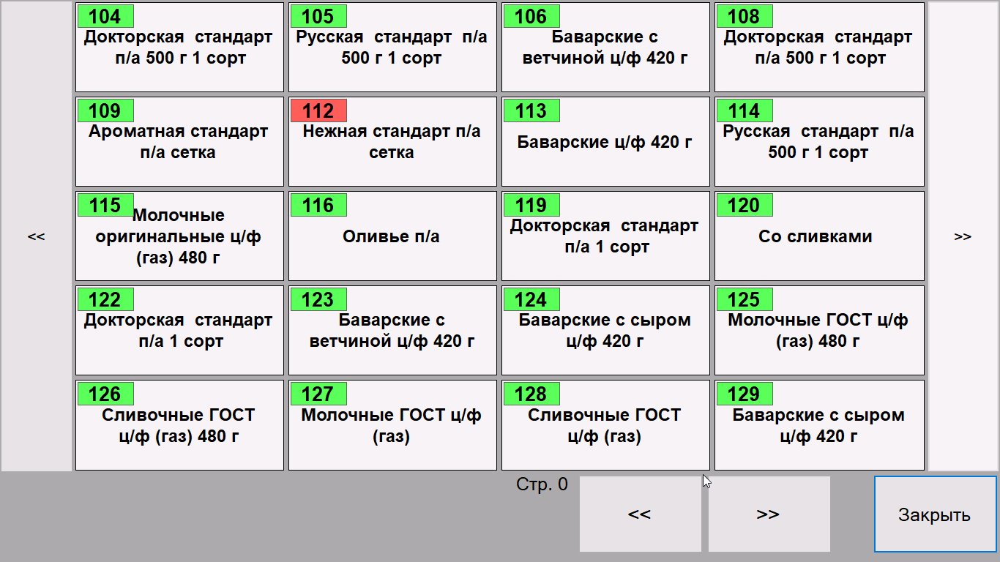 104
Докторская стандарт
п/а 500 г 1 сорт
105
Русская стандарт п/а
500 г 1 сорт
106
Баварские с
ветчиной ц/ф 420 г
108
Докторская стандарт
п/а 500 г 1 сорт
109
Ароматная стандарт
п/а сетка
112
Нежная стандарт п/а
сетка
113
Баварские ц/ф 420 г
114
Русская стандарт п/а
500 г 1 сорт
<<
115
Молочные
оригинальные ц/ф
(газ) 480 г
116
Оливье п/а
119
Докторская стандарт
п/а 1 сорт
120
Со сливками
>>
122
Докторская стандарт
п/а 1 сорт
123
Баварские с
ветчиной ц/ф 420 г
124
Баварские с сыром
ц/ф 420 г
125
Молочные ГОСТ ц/ф
(газ) 480 г
126
Сливочные ГОСТ
ц/ф (газ) 480 г
127
Молочные ГОСТ ц/ф
(газ)
128
Сливочные ГОСТ
ц/ф (газ)
129
Баварские с сыром
ц/ф 420 г
Стр. 0
<<
>>
Закрыть